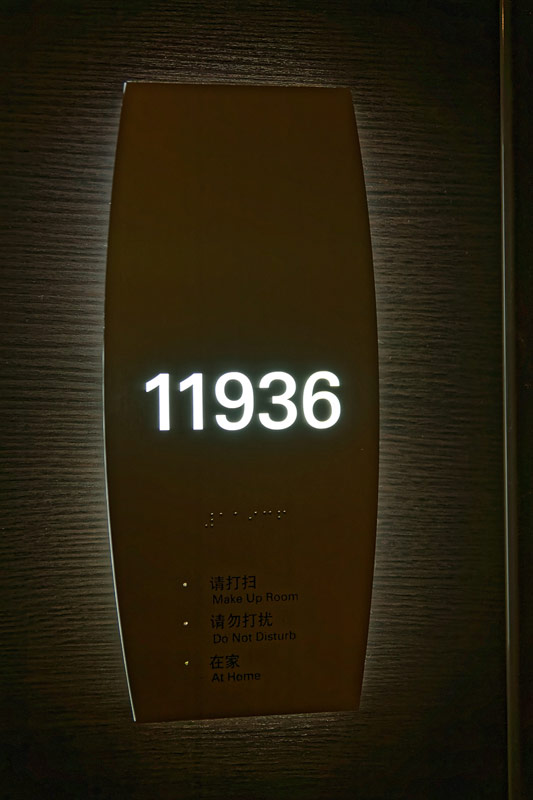 11936
⠼⠁⠁⠊⠉⠋
请打扫
Make Up Room
请勿打扰
Do Not Disturb
在家
At Home